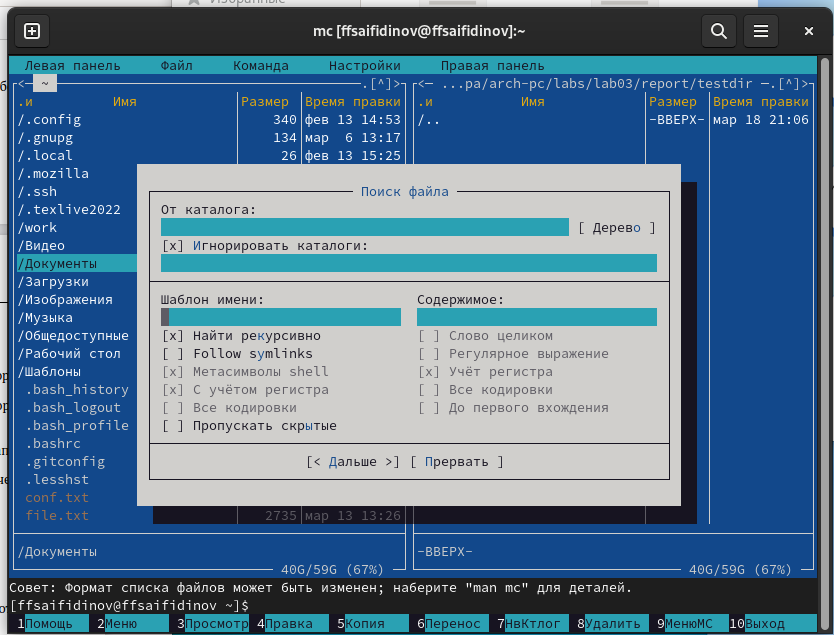 mc [ffsaifidinov@ffsaifidinov:~
Левая панель Файл Команда Настройки Правая панель
<─ ~ ─.[^]>
<─ ...pa/arch-pc/labs/lab03/report/testdir ─.[^]>
.и Имя Размер Время правки .и Имя Размер Время правки
/.config 340 фев 13 14:53 /.. -ВВЕРХ- мар 18 21:06
/.gnupg 134 мар 6 13:17
/.local 26 фев 13 15:25
/.mozilla
/.ssh
/.texlive2022
/work
/Видео
/Документы
/Загрузки
/Изображения
/Музыка
/Общедоступные
/Рабочий стол
/Шаблоны
.bash_history
.bash_logout
.bash_profile
.bashrc
.gitconfig
.lesshst
conf.txt
file.txt 2735 мар 13 13:26
Поиск файла
От каталога:
[ Дерево ]
[x] Игнорировать каталоги:
Шаблон имени: Содержимое:
[x] Найти рекурсивно [ ] Слово целиком
[ ] Follow symlinks [ ] Регулярное выражение
[x] Метасимволы shell [x] Учёт регистра
[x] С учётом регистра [ ] Все кодировки
[ ] Все кодировки [ ] До первого вхождения
[ ] Пропускать скрытые
[< Дальше >] [ Прервать ]
/Документы -ВВЕРХ-
40G/59G (67%) 40G/59G (67%)
Совет: Формат списка файлов может быть изменен; наберите "man mc" для деталей.
[ffsaifidinov@ffsaifidinov ~]$
1Помощь 2Меню 3Просмотр 4Правка 5Копия 6Перенос 7НвКтлог 8Удалить 9МенюМС 10Выход